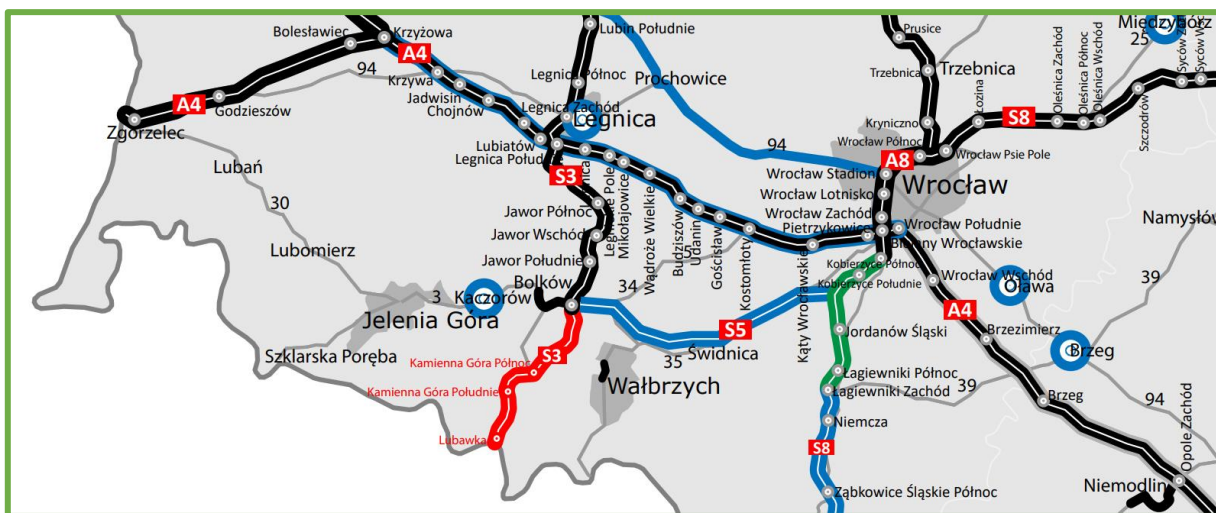 Bolesławiec
Krzyżowa
A4
Lubin Południe
Prusice
Międzybórz
25
94
Krzywa
Legnica Północ
Prochowice
Trzebnica
Trzebnica
A4
Godzieszów
Jadwisin
Chojnów
Legnica Zachód
Legnica
Zgorzelec
Łozina
S8
Oleśnica Zachód
Oleśnica Północ
Oleśnica Wschód
Szczodrów
Kryniczno
Lubiatów
Legnica Południe
94
Wrocław Północ
A8
Wrocław Psie Pole
Lubań
S3
Legnickie Pole
Mikołajowice
Wądroże Wielkie
Budziszów
Udanin
Gościsław
Kostomłoty
Kąty Wrocławskie
Wrocław Stadion
Wrocław
Wrocław Lotnisko
30
Jawor Północ
Wrocław Zachód
Wrocław Południe
Namysłów
Jawor Wschód
Pietrzykowice
Bielany Wrocławskie
Lubomierz
Jawor Południe
5
Kobierzyce Północ
Kobierzyce Południe
Wrocław Wschód
39
Bolków
34
Oława
3
Kaczorów
A4
Jelenia Góra
S5
Jordanów Śląski
Brzezimierz
Brzeg
Szklarska Poręba
S3
35
Świdnica
Kamienna Góra Północ
Łagiewniki Północ
Kamienna Góra Południe
Wałbrzych
Łagiewniki Zachód
39
Brzeg
94
Lubawka
Niemcza
S8
Opole Zachód
Ząbkowice Śląskie Północ
Niemodlin